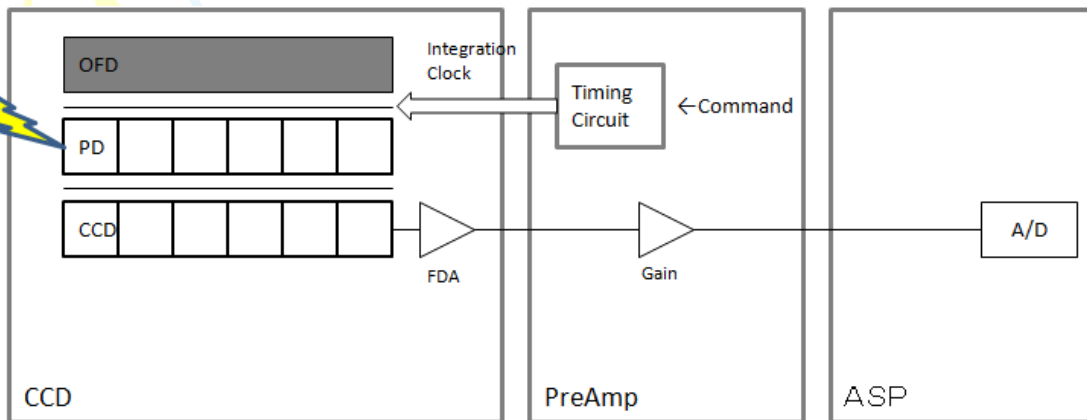 OFD
Integration
Clock
Timing
Circuit
←Command
PD
CCD
FDA
Gain
A/D
CCD
PreAmp
ASP